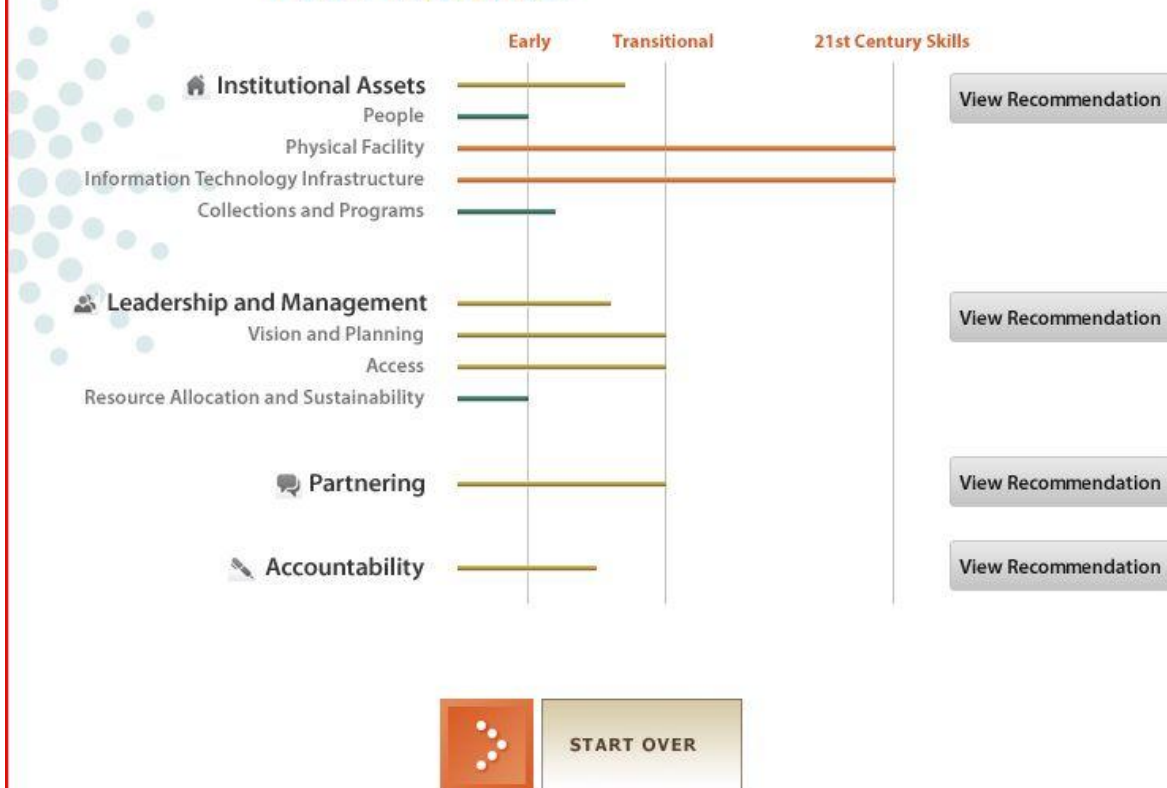 Early Transitional 21st Century Skills
Institutional Assets
View Recommendation
People
Physical Facility
Information Technology Infrastructure
Collections and Programs
Leadership and Management
View Recommendation
Vision and Planning
Access
Resource Allocation and Sustainability
Partnering
View Recommendation
Accountability
View Recommendation
START OVER